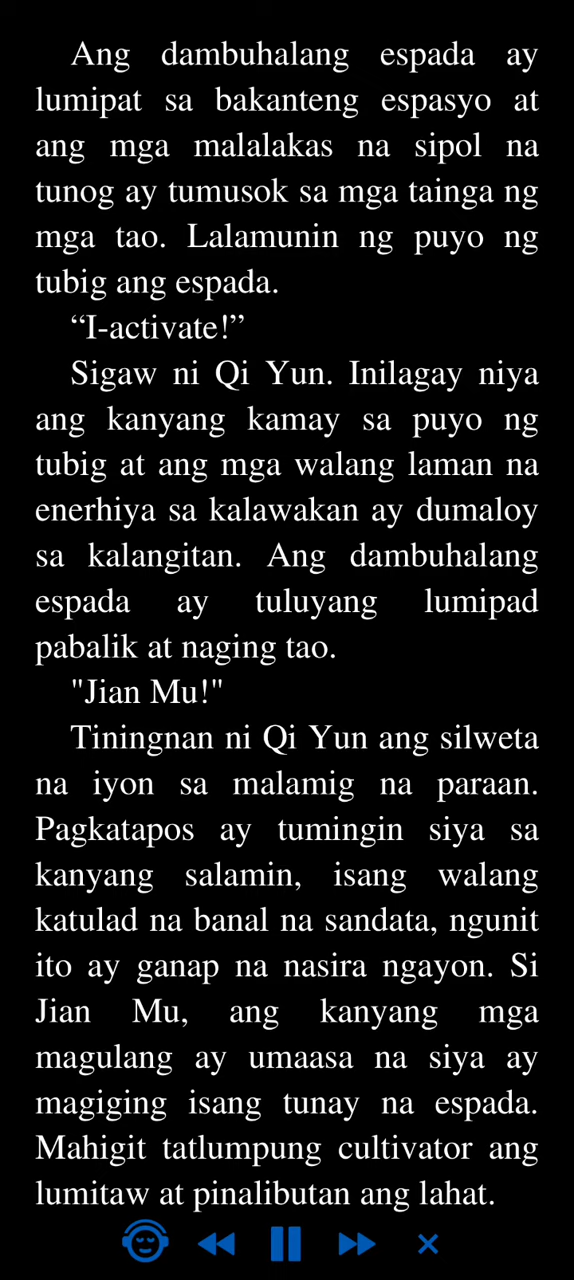 Ang dambuhalang espada ay
lumipat sa bakanteng espasyo at
ang mga malalakas na sipol na
tunog ay tumusok sa mga tainga ng
mga tao. Lalamunin ng puyo ng
tubig ang espada.
“I-activate!”
Sigaw ni Qi Yun. Inilagay niya
ang kanyang kamay sa puyo ng
tubig at ang mga walang laman na
enerhiya sa kalawakan ay dumaloy
sa kalangitan. Ang dambuhalang
espada ay tuluyang lumipad
pabalik at naging tao.
"Jian Mu!"
Tiningnan ni Qi Yun ang silweta
na iyon sa malamig na paraan.
Pagkatapos ay tumingin siya sa
kanyang salamin, isang walang
katulad na banal na sandata, ngunit
ito ay ganap na nasira ngayon. Si
Jian Mu, ang kanyang mga
magulang ay umaasa na siya ay
magiging isang tunay na espada.
Mahigit tatlumpung cultivator ang
lumitaw at pinalibutan ang lahat.